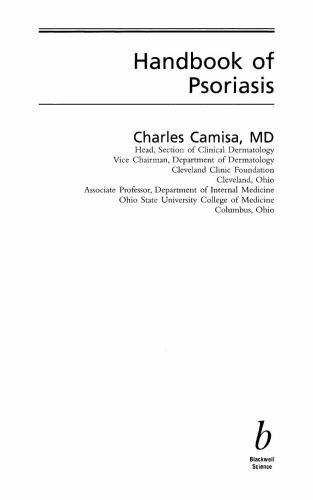 Handbook of
Psoriasis
Charles Camisa, MD
Head, Section of Clinical Dermatology
Vice Chairman, Department of Dermatology
Cleveland Clinic Foundation
Cleveland, Ohio
Associate Professor, Department of Internal Medicine
Ohio State University College of Medicine
Columbus, Ohio
b
Blackwell
Science